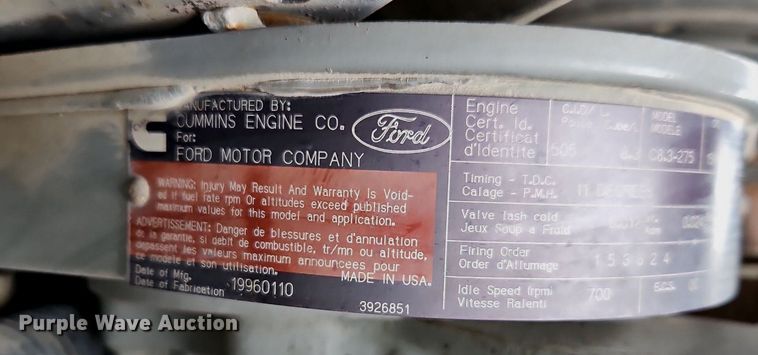 MANUFACTURED BY:
CUMMINS ENGINE CO.
For:
FORD MOTOR COMPANY
Ford
WARNING: Injury May Result And Warranty Is Void-
ed if fuel rate rpm Or altitudes exceed published
maximum values for this model and application.
ADVERTISSEMENT: Danger de blessures et d'annulation
de la garantie, si debit de combustible, tr/mn ou altitude,
depassent les valeurs maximum announcees pour
ce modele et son utilisation.
Date of Mfg.
Date of Fabrication 19960110
MADE IN USA.
3926851
Engine
Cert. Id.
Certificat
d'Identite
C.I.D/
505
8.3
MODEL
MODELE
C8.3-275
Timing - T.D.C.
Calage - P.M.H. 11 DEGREES
Valve lash cold
Jeux Soup a Froid
Firing Order
Order d'Allumage 153624
Idle Speed (rpm)
Vitesse Ralenti 700
E.C.S.
Purple Wave Auction